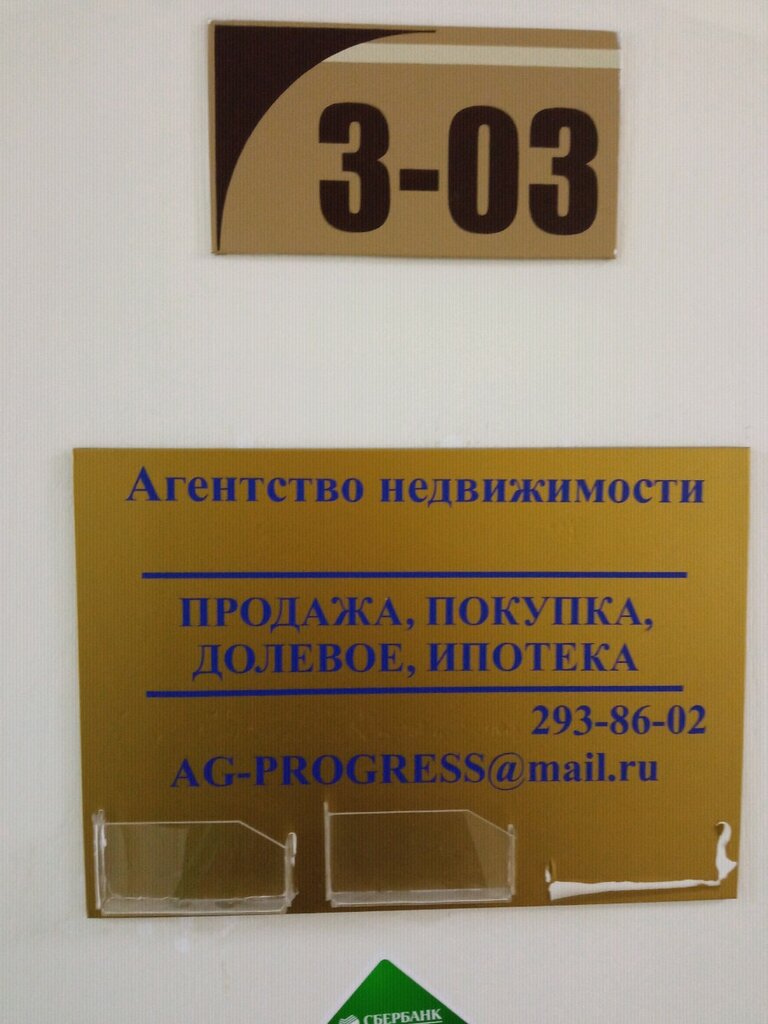 3-03
Агентство недвижимости
ПРОДАЖА, ПОКУПКА,
ДОЛЕВОЕ, ИПОТЕКА
293-86-02
AG-PROGRESS@mail.ru
СБЕРБАНК